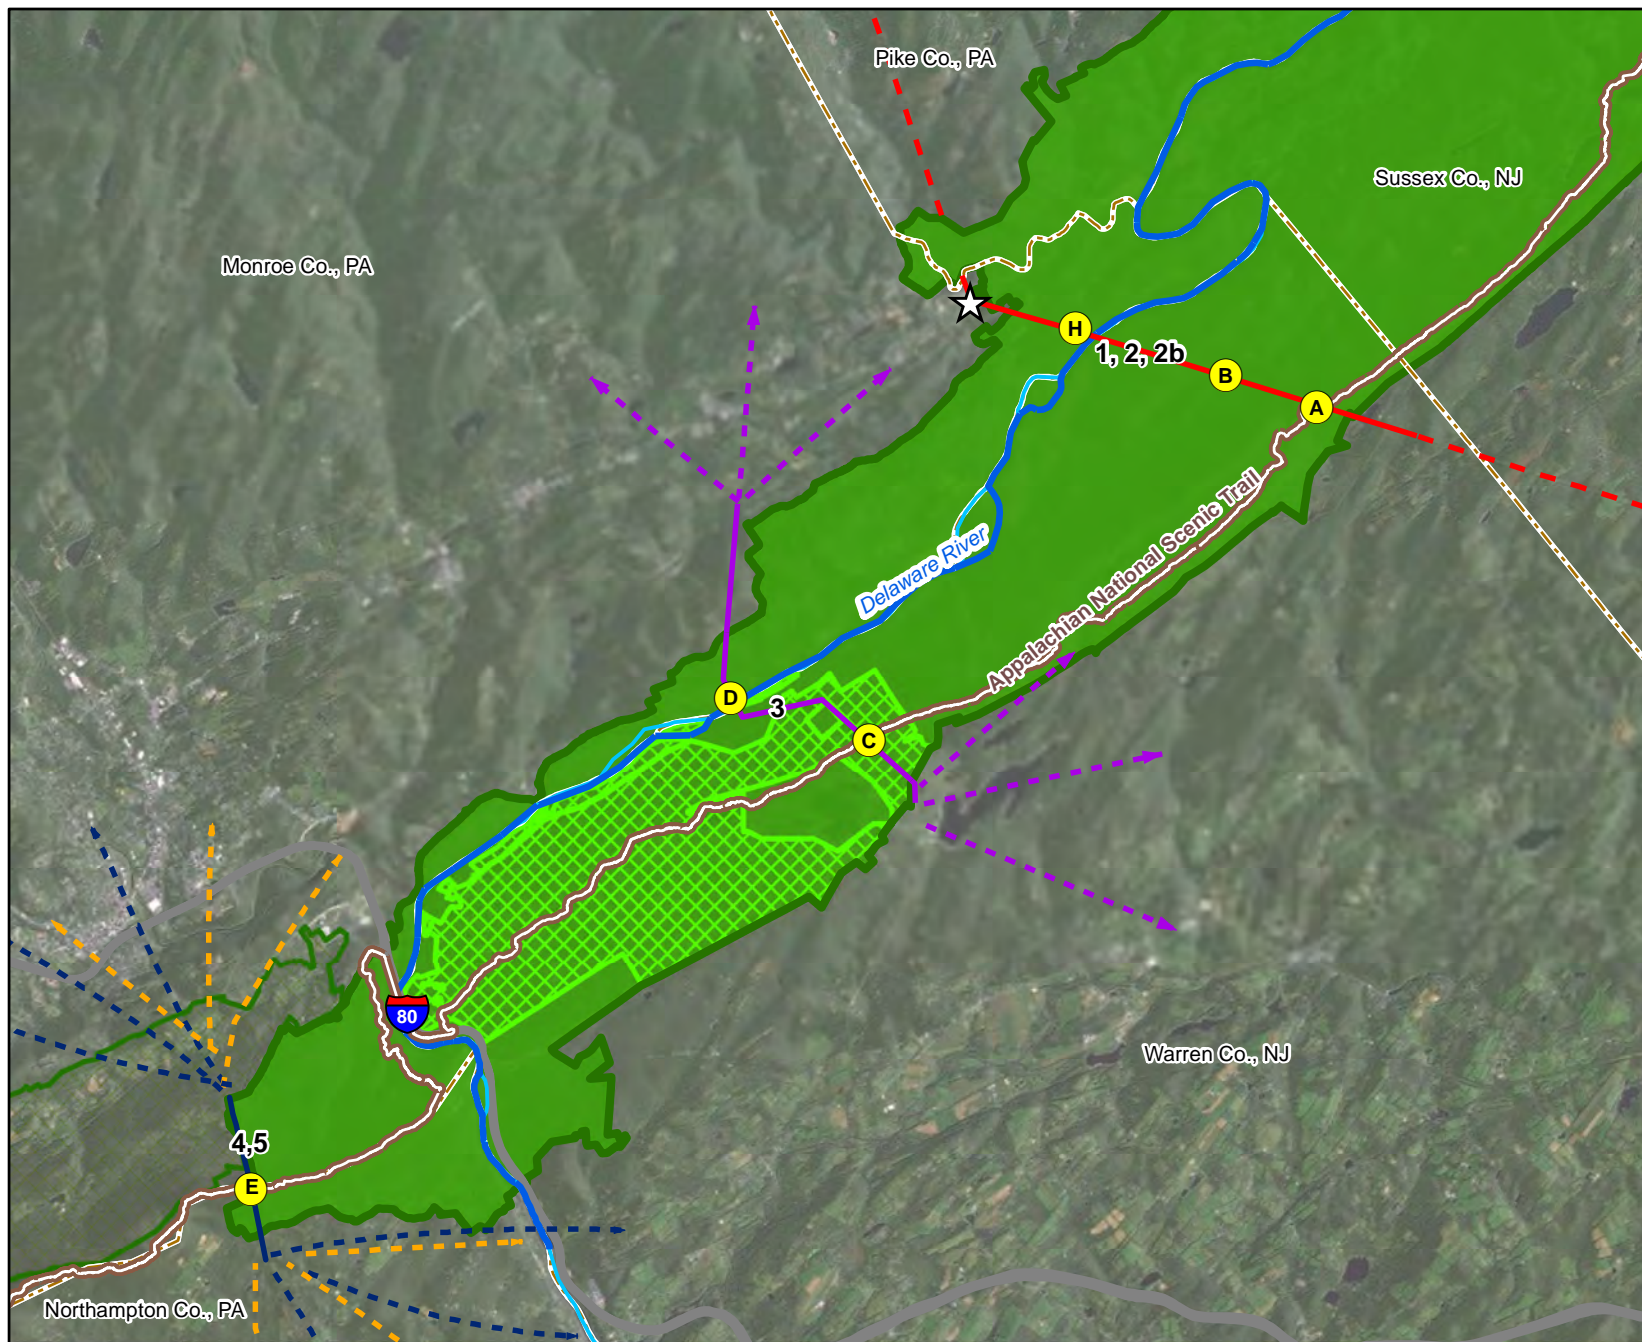 Pike Co., PA
Sussex Co., NJ
Monroe Co., PA
H
1, 2, 2b
B
A
Appalachian National Scenic Trail
Delaware River
D
3
C
80
Warren Co., NJ
4,5
E
Northampton Co., PA